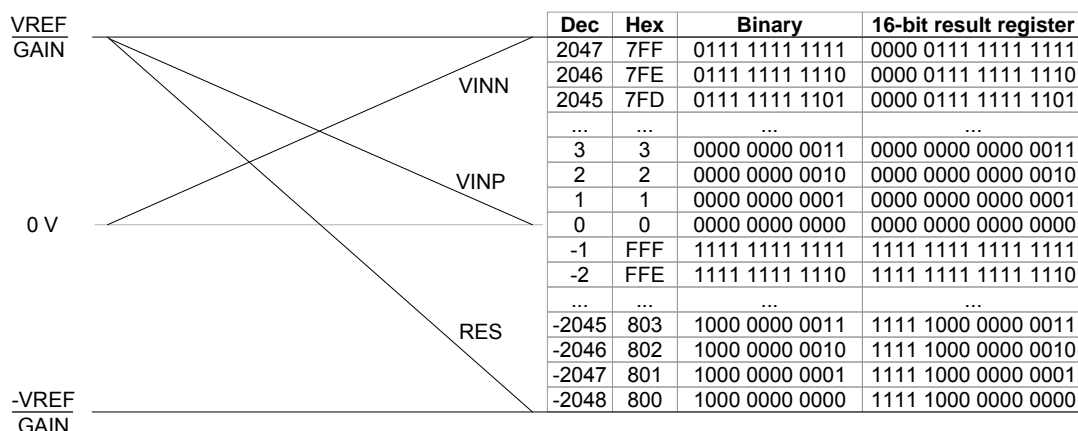 VREF
GAIN
VINN
VINP
0 V
RES
-VREF
GAIN
Dec Hex Binary 16-bit result register
2047 7FF 0111 1111 1111 0000 0111 1111 1111
2046 7FE 0111 1111 1110 0000 0111 1111 1110
2045 7FD 0111 1111 1101 0000 0111 1111 1101
... ... ... ...
3 3 0000 0000 0011 0000 0000 0000 0011
2 2 0000 0000 0010 0000 0000 0000 0010
1 1 0000 0000 0001 0000 0000 0000 0001
0 0 0000 0000 0000 0000 0000 0000 0000
-1 FFF 1111 1111 1111 1111 1111 1111 1111
-2 FFE 1111 1111 1110 1111 1111 1111 1110
... ... ... ...
-2045 803 1000 0000 0011 1111 1000 0000 0011
-2046 802 1000 0000 0010 1111 1000 0000 0010
-2047 801 1000 0000 0001 1111 1000 0000 0001
-2048 800 1000 0000 0000 1111 1000 0000 0000